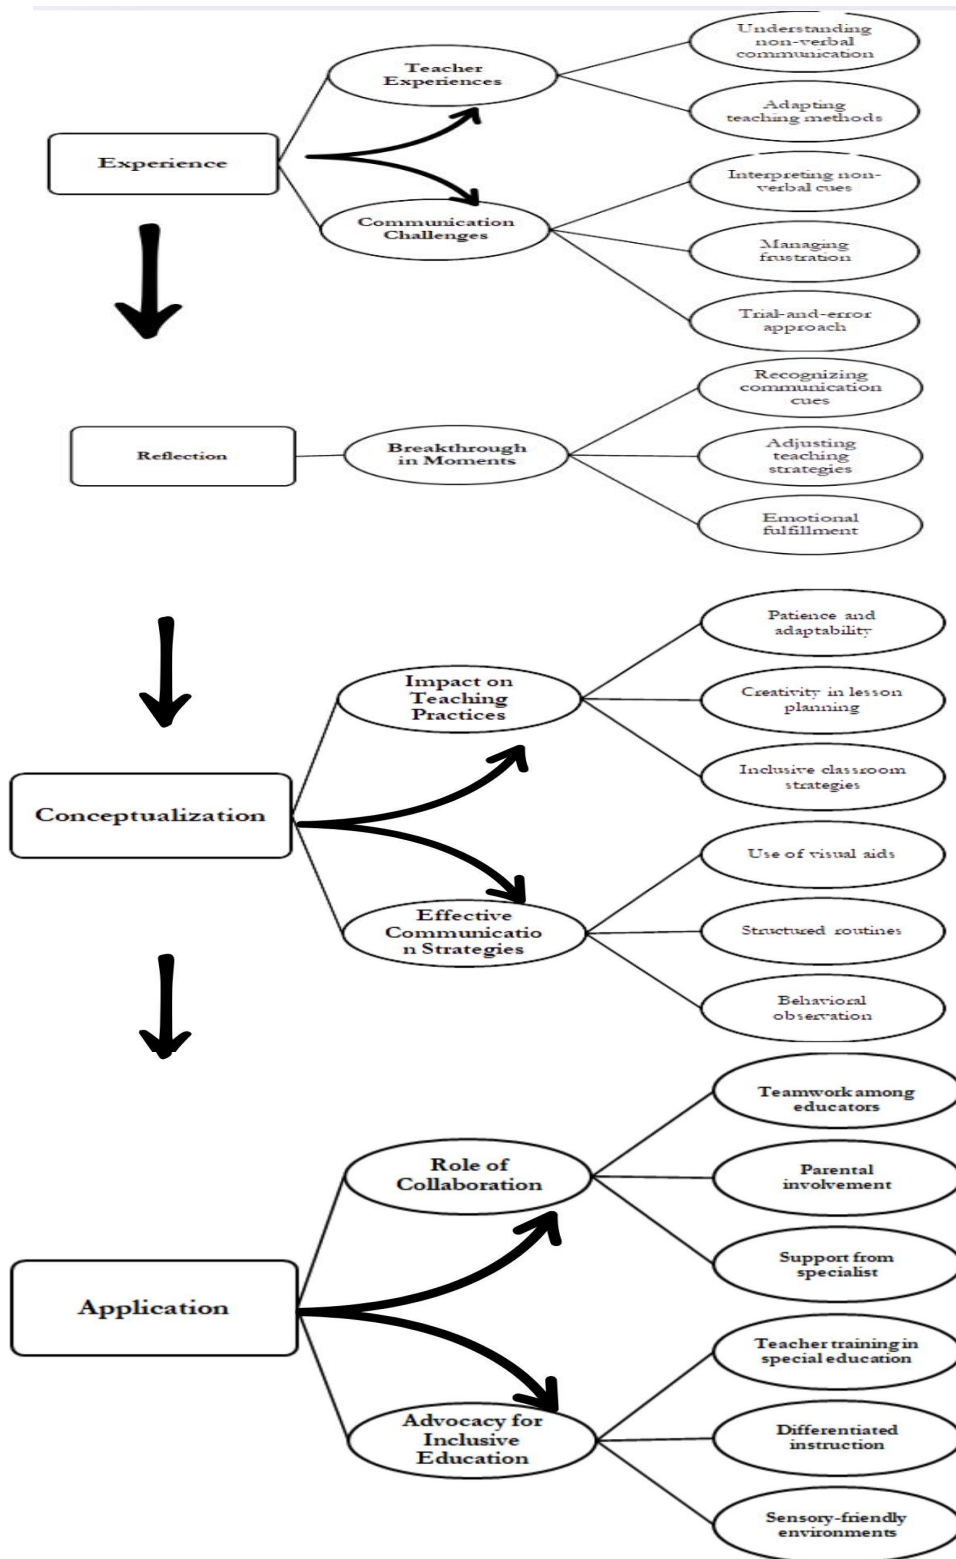 Experience
Teacher
Experiences
Understanding
non-verbal
communication
Adapting
teaching methods
Communication
Challenges
Interpreting non-
verbal cues
Managing
frustration
Trial-and-error
approach
Reflection
Breakthrough
in Moments
Recognizing
communication
cues
Adjusting
teaching
strategies
Emotional
fulfillment
Conceptualization
Impact on
Teaching
Practices
Patience and
adaptability
Creativity in lesson
planning
Inclusive classroom
strategies
Effective
Communicatio
n Strategies
Use of visual aids
Structured routines
Behavioral
observation
Application
Role of
Collaboration
Teamwork among
educators
Parental
involvement
Support from
specialist
Advocacy for
Inclusive
Education
Teacher training in
special education
Differentiated
instruction
Sensory-friendly
environments